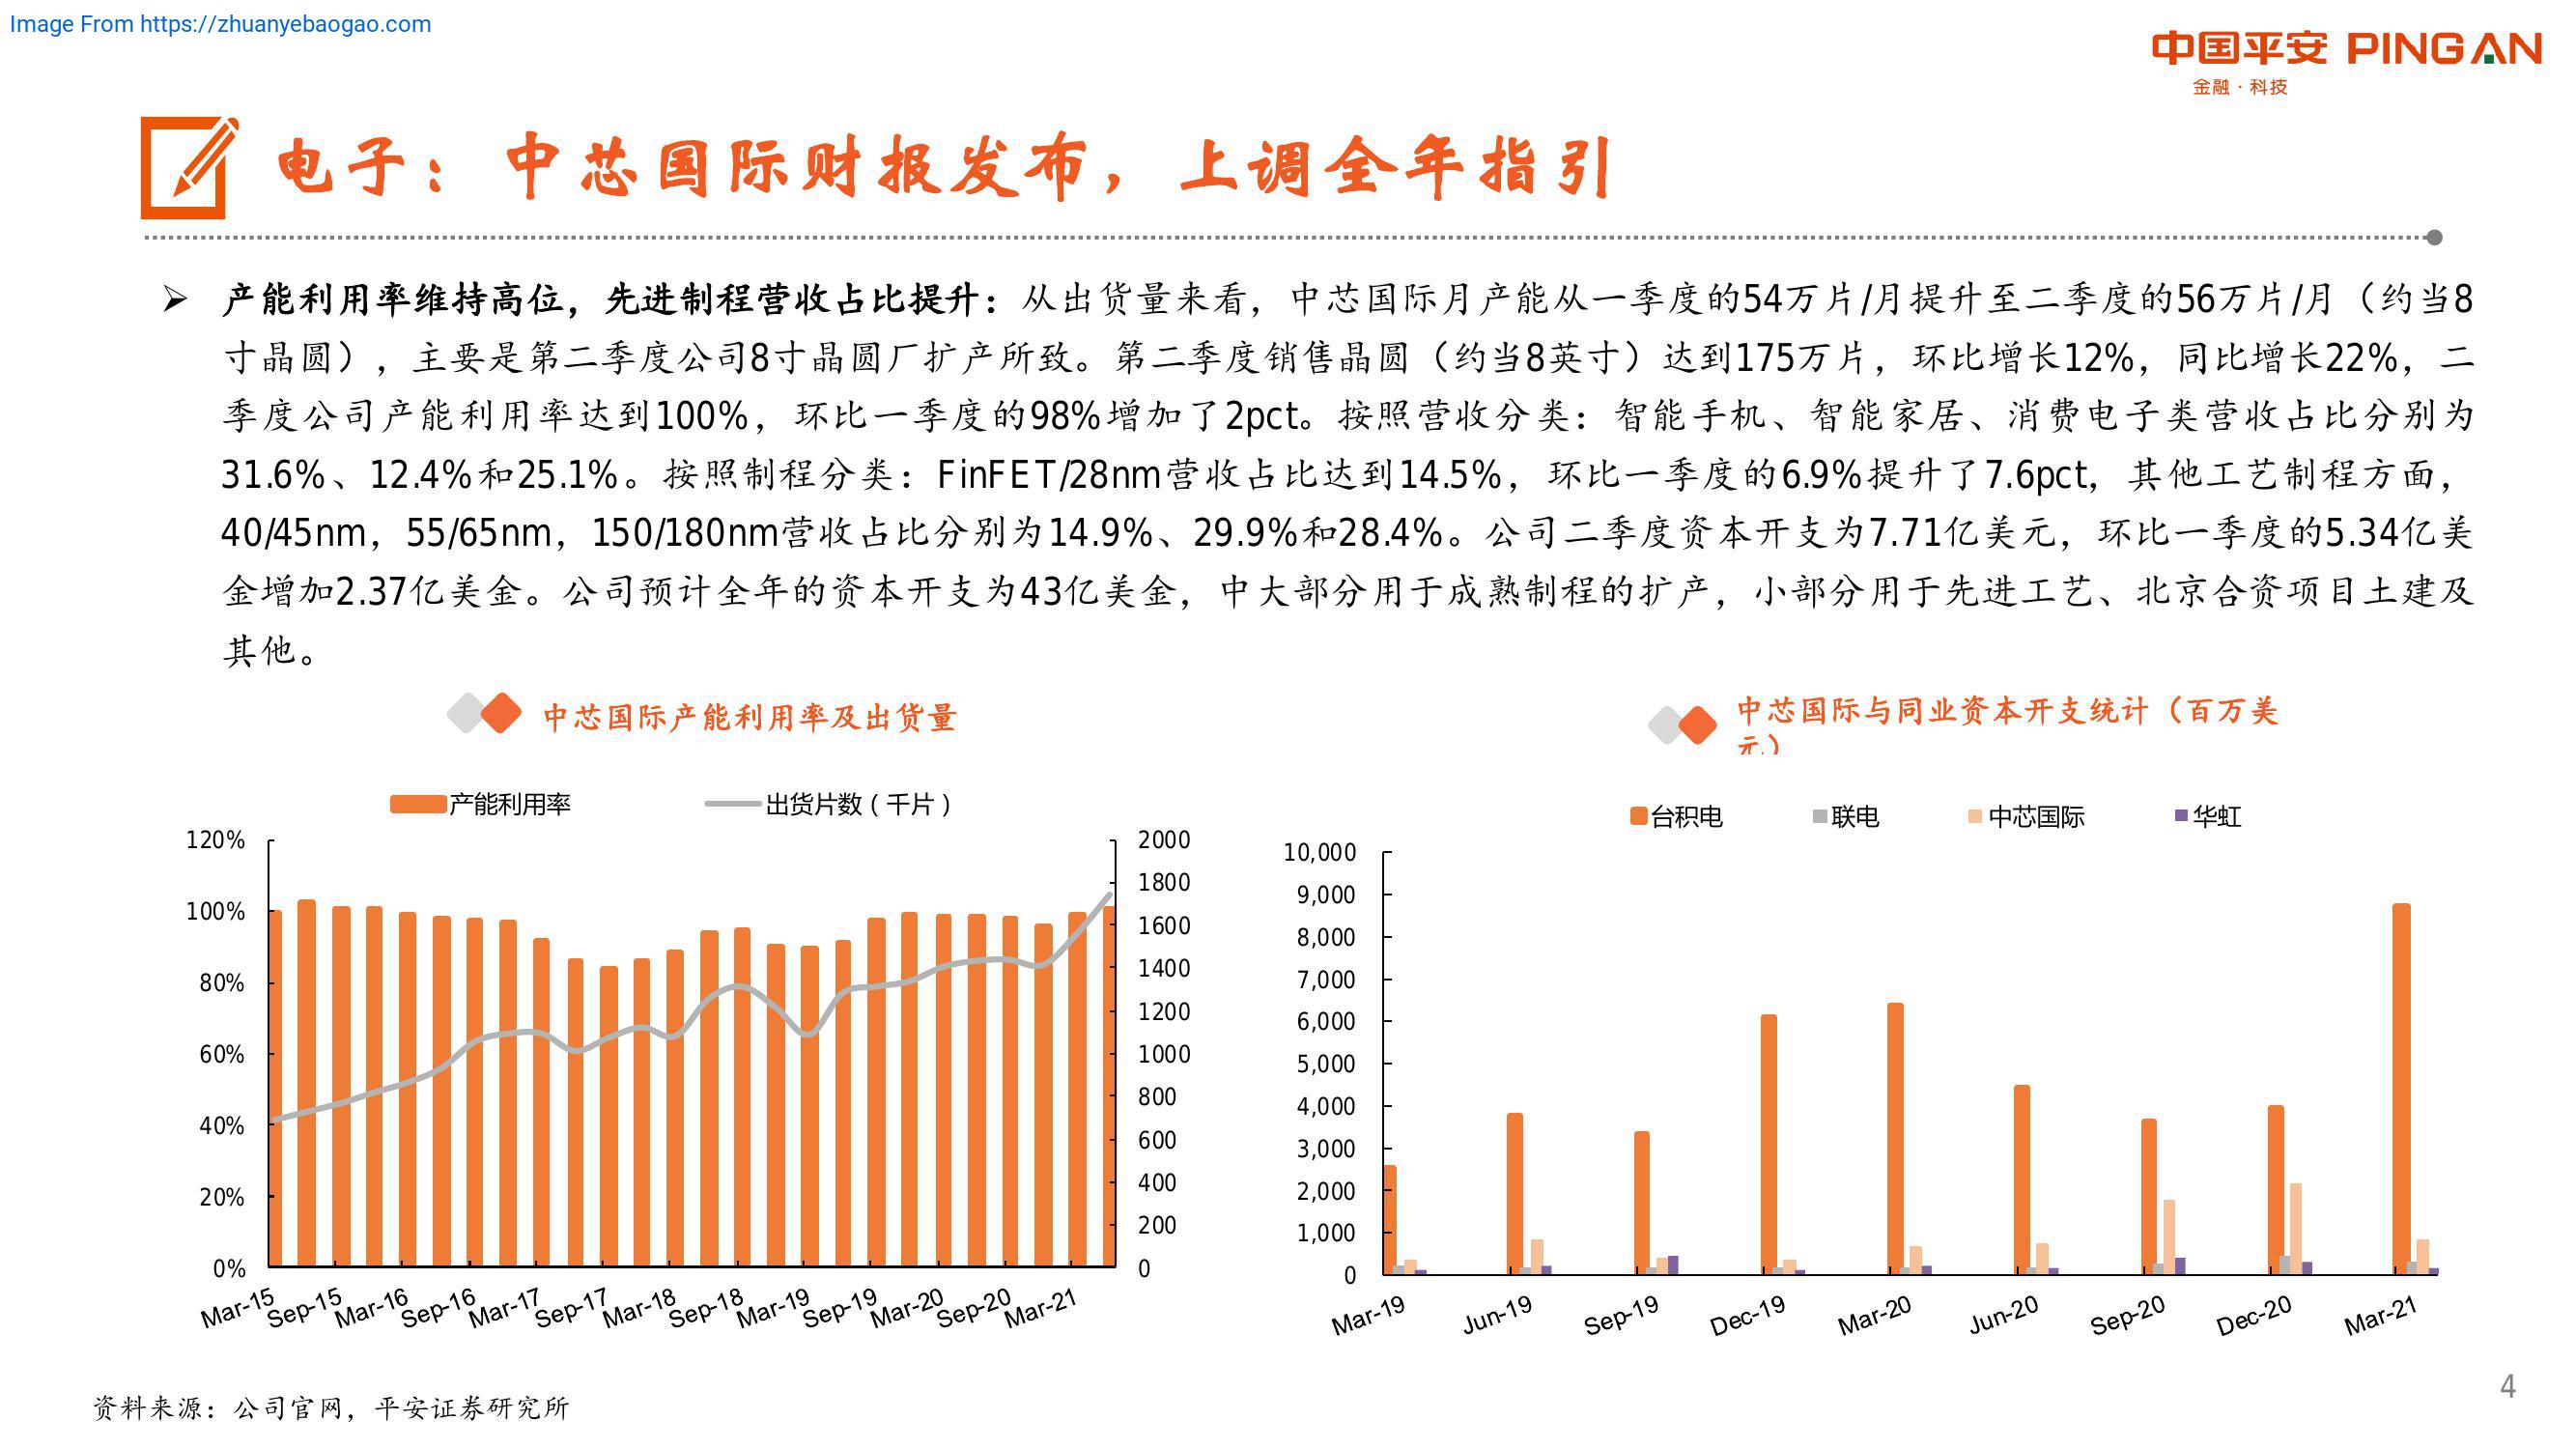 Image From https://zhuanyebaogao.com
中国平安 PINGAN
金融·科技
电子：中芯国际财报发布，上调全年指引
➢ 产能利用率维持高位，先进制程营收占比提升：从出货量来看，中芯国际月产能从一季度的54万片/月提升至二季度的56万片/月（约当8
寸晶圆），主要是第二季度公司8寸晶圆厂扩产所致。第二季度销售晶圆（约当8英寸）达到175万片，环比增长12%，同比增长22%，二
季度公司产能利用率达到100%，环比一季度的98%增加了2pct。按照营收分类：智能手机、智能家居、消费电子类营收占比分别为
31.6%、12.4%和25.1%。按照制程分类：FinFET/28nm营收占比达到14.5%，环比一季度的6.9%提升了7.6pct，其他工艺制程方面，
40/45nm，55/65nm，150/180nm营收占比分别为14.9%、29.9%和28.4%。公司二季度资本开支为7.71亿美元，环比一季度的5.34亿美
金增加2.37亿美金。公司预计全年的资本开支为43亿美金，中大部分用于成熟制程的扩产，小部分用于先进工艺、北京合资项目土建及
其他。
中芯国际产能利用率及出货量
产能利用率 出货片数（千片）
120%
100%
80%
60%
40%
20%
0%
2000
1800
1600
1400
1200
1000
800
600
400
200
0
Mar-15 Sep-15 Mar-16 Sep-16 Mar-17 Sep-17 Mar-18 Sep-18 Mar-19 Sep-19 Mar-20 Sep-20 Mar-21
中芯国际与同业资本开支统计（百万美
元）
台积电 联电 中芯国际 华虹
10,000
9,000
8,000
7,000
6,000
5,000
4,000
3,000
2,000
1,000
0
Mar-19 Jun-19 Sep-19 Dec-19 Mar-20 Jun-20 Sep-20 Dec-20 Mar-21
资料来源：公司官网，平安证券研究所
4